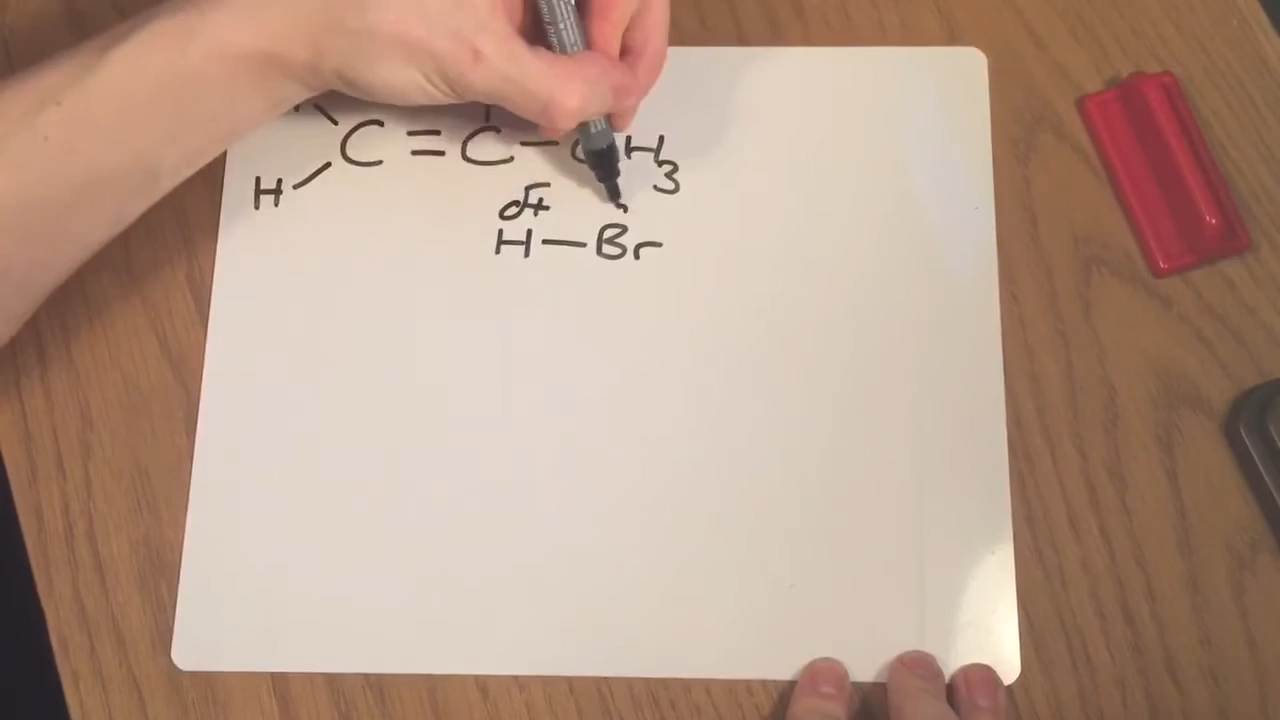 C=C-CH3
H
δ+
H-Br